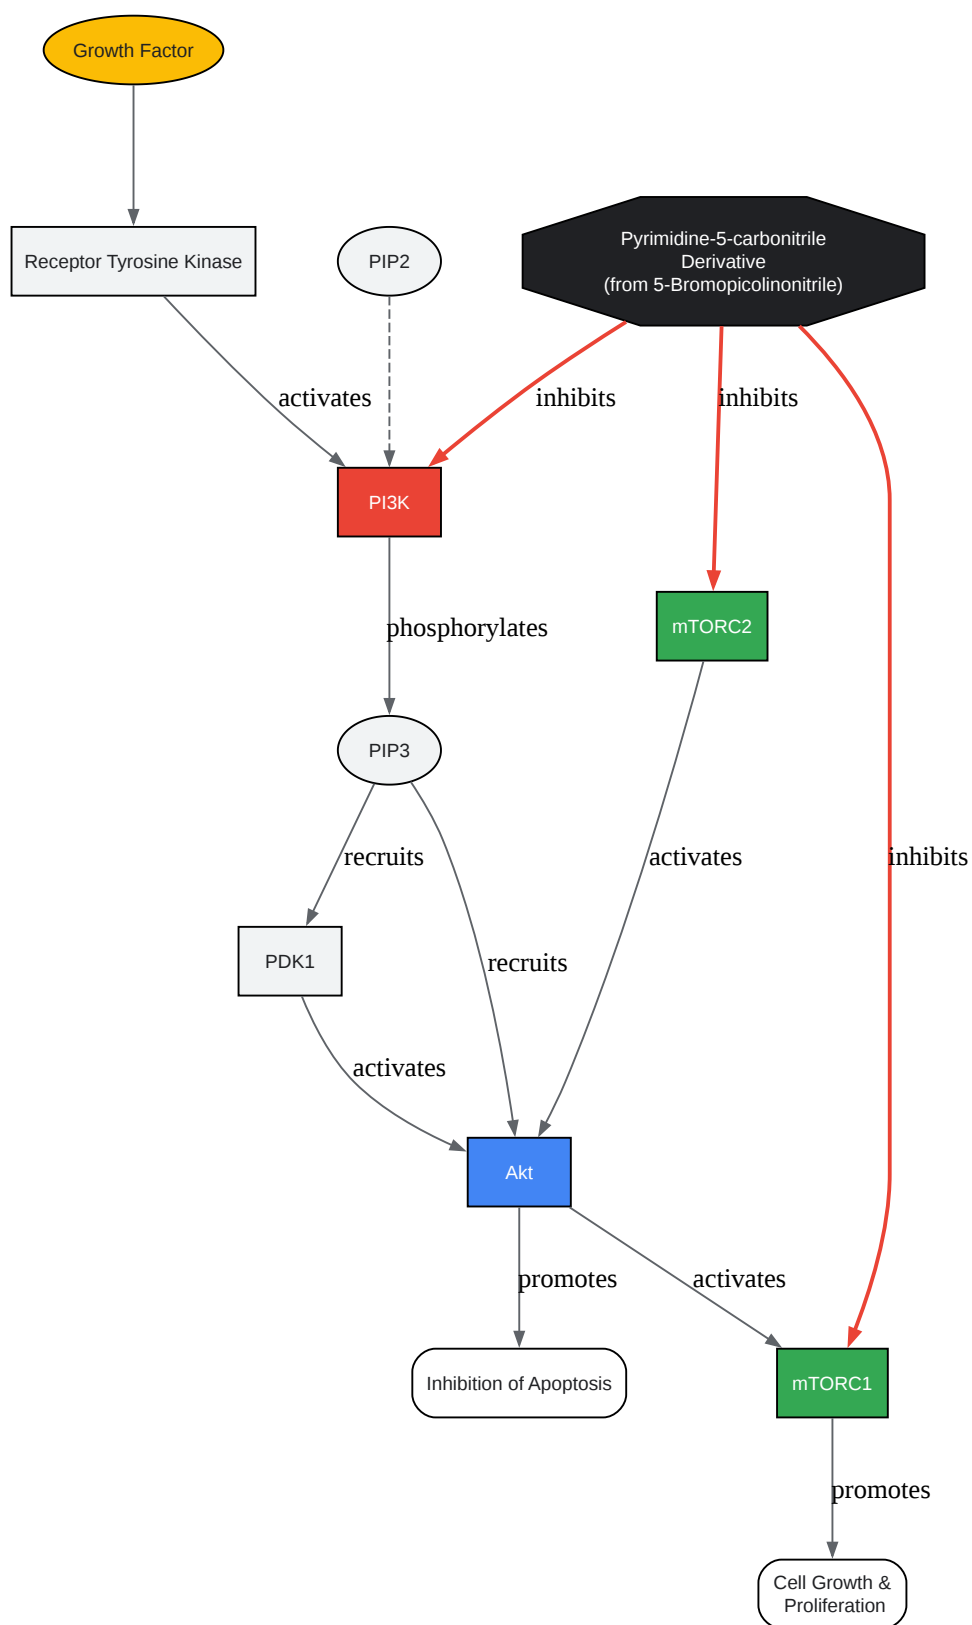 Growth Factor
Receptor Tyrosine Kinase
PIP2
Pyrimidine-5-carbonitrile
Derivative
(from 5-Bromopicolinonitrile)
activates
inhibits
inhibits
PI3K
phosphorylates
mTORC2
PIP3
recruits
activates
inhibits
PDK1
recruits
activates
Akt
promotes
activates
Inhibition of Apoptosis
mTORC1
promotes
Cell Growth &
Proliferation